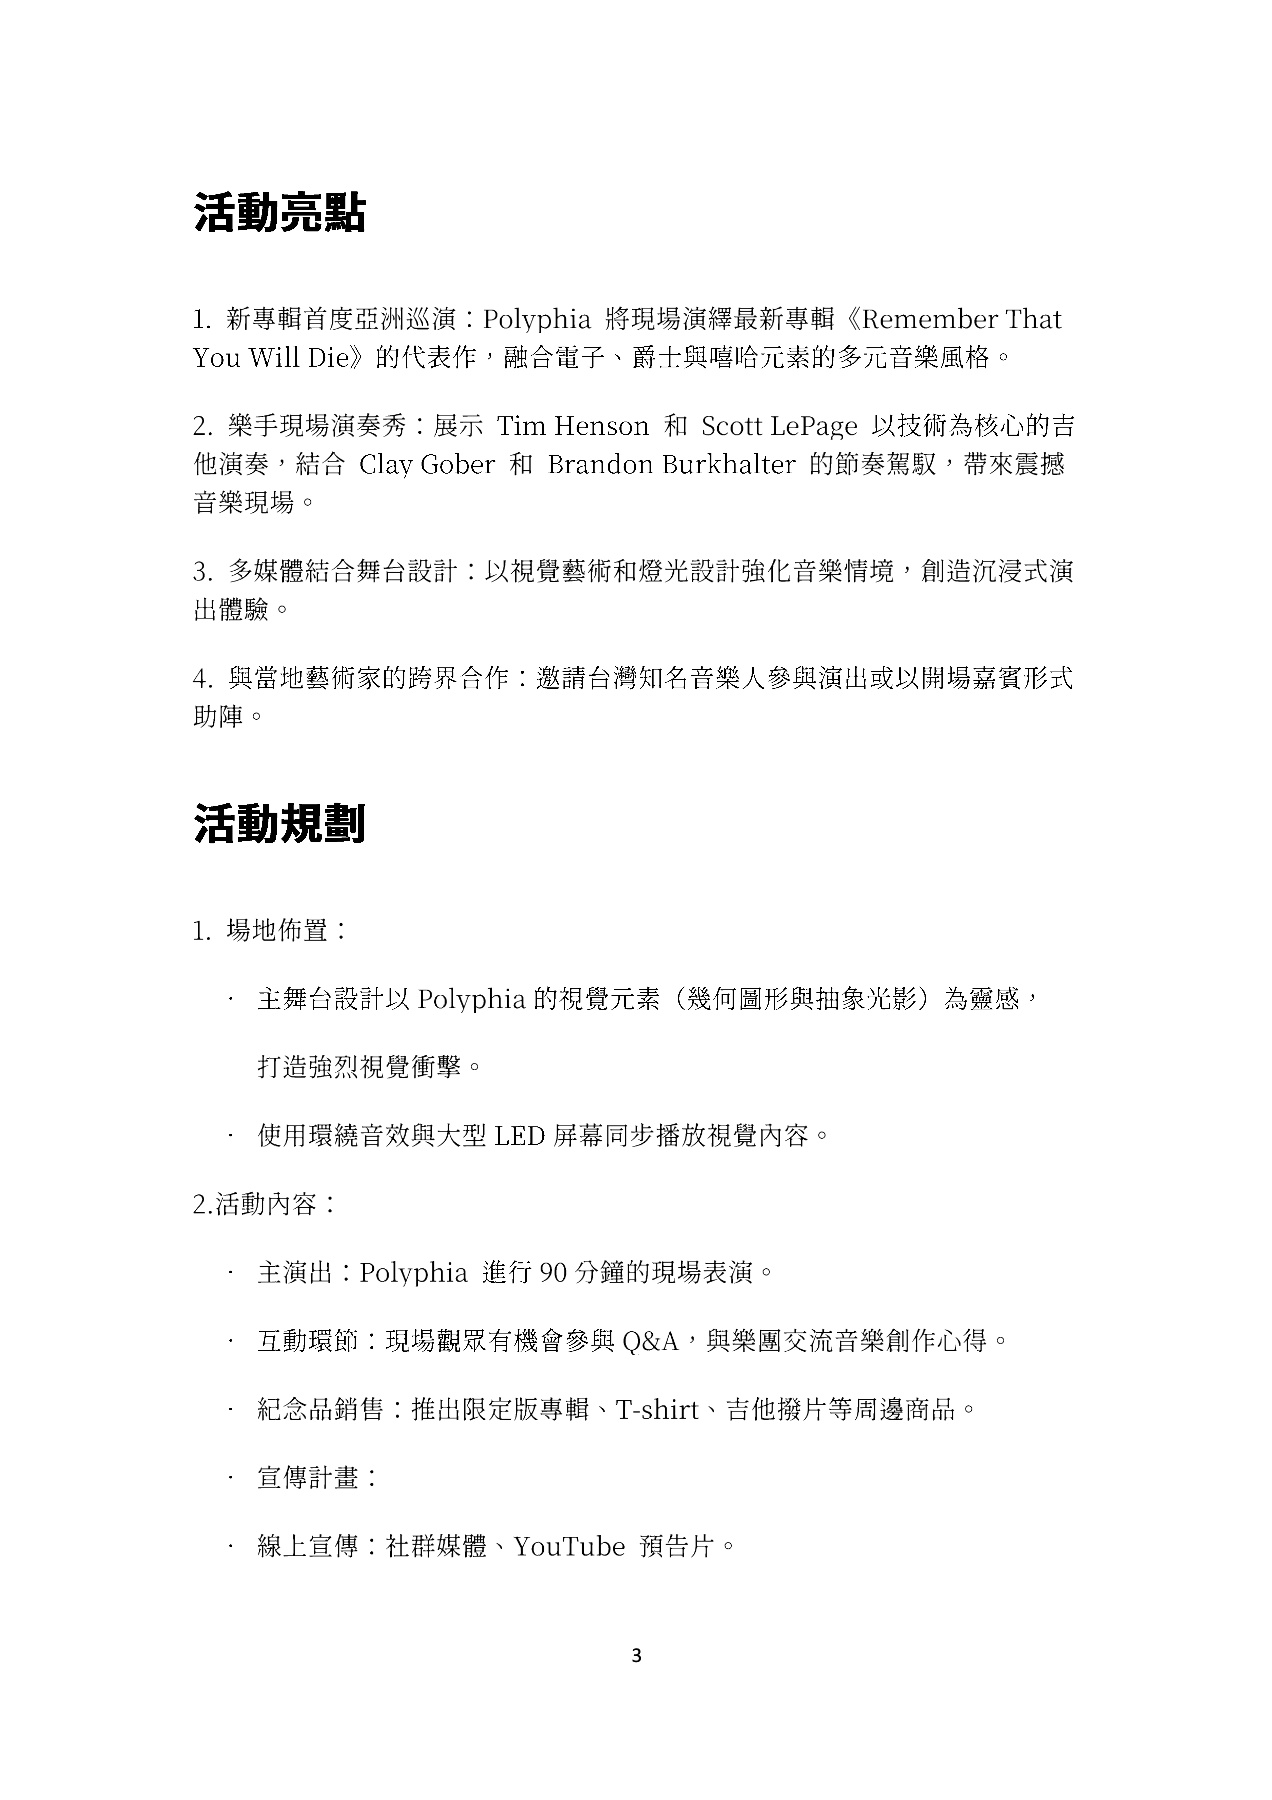 活動亮點
1. 新專輯首度亞洲巡演：Polyphia 將現場演繹最新專輯《Remember That
You Will Die》的代表作，融合電子、爵士與嘻哈元素的多元音樂風格。
2. 樂手現場演奏秀：展示 Tim Henson 和 Scott LePage 以技術為核心的吉
他演奏，結合 Clay Gober 和 Brandon Burkhalter 的節奏駕馭，帶來震撼
音樂現場。
3. 多媒體結合舞台設計：以視覺藝術和燈光設計強化音樂情境，創造沉浸式演
出體驗。
4. 與當地藝術家的跨界合作：邀請台灣知名音樂人參與演出或以開場嘉賓形式
助陣。
活動規劃
1. 場地佈置：
· 主舞台設計以 Polyphia 的視覺元素（幾何圖形與抽象光影）為靈感，
打造強烈視覺衝擊。
· 使用環繞音效與大型 LED 屏幕同步播放視覺內容。
2.活動內容：
· 主演出：Polyphia 進行 90 分鐘的現場表演。
· 互動環節：現場觀眾有機會參與 Q&A，與樂團交流音樂創作心得。
· 紀念品銷售：推出限定版專輯、T-shirt、吉他撥片等周邊商品。
· 宣傳計畫：
· 線上宣傳：社群媒體、YouTube 預告片。
3